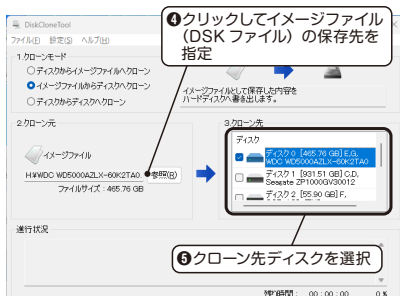 DiskCloneTool
ファイル(F) 設定(S) ヘルプ(H)
❹クリックしてイメージファイル
（DSK ファイル）の保存先を
指定
1.クローンモード
ディスクからイメージファイルへクローン
イメージファイルからディスクへクローン
ディスクからディスクへクローン
イメージファイルとして保存した内容を
ハードディスクへ書き出します。
2.クローン元
イメージファイル
H:¥WDC WD5000AZLX-60K2TA0
参照(R)
ファイルサイズ : 465.76 GB
3.クローン先
ディスク
ディスク 0 [465.76 GB] E,G,
WDC WD5000AZLX-60K2TA0
ディスク 1 [931.51 GB] C,D,
Seagate ZP1000GV30012
ディスク 2 [55.90 GB] F,
進行状況
❺クローン先ディスクを選択
残り時間 : 00 : 00 : 00 0 %